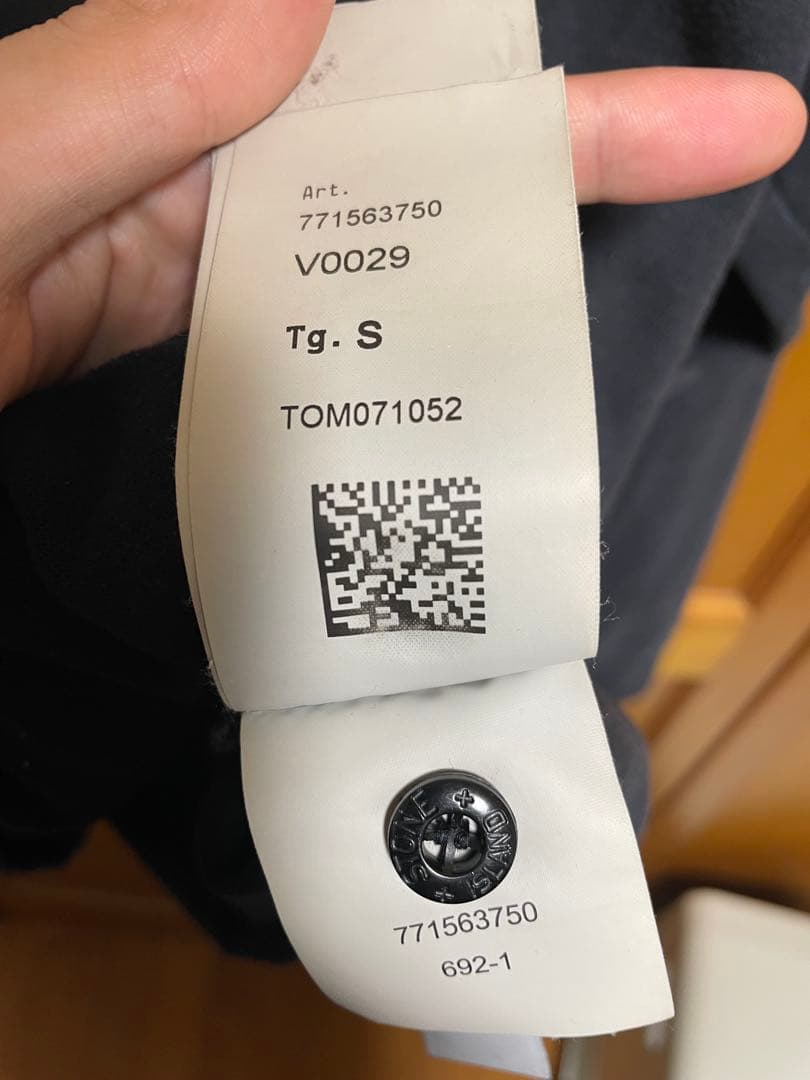 Art.
771563750
V0029
Tg. S
TOM071052
STONE
ISLAND
771563750
692-1